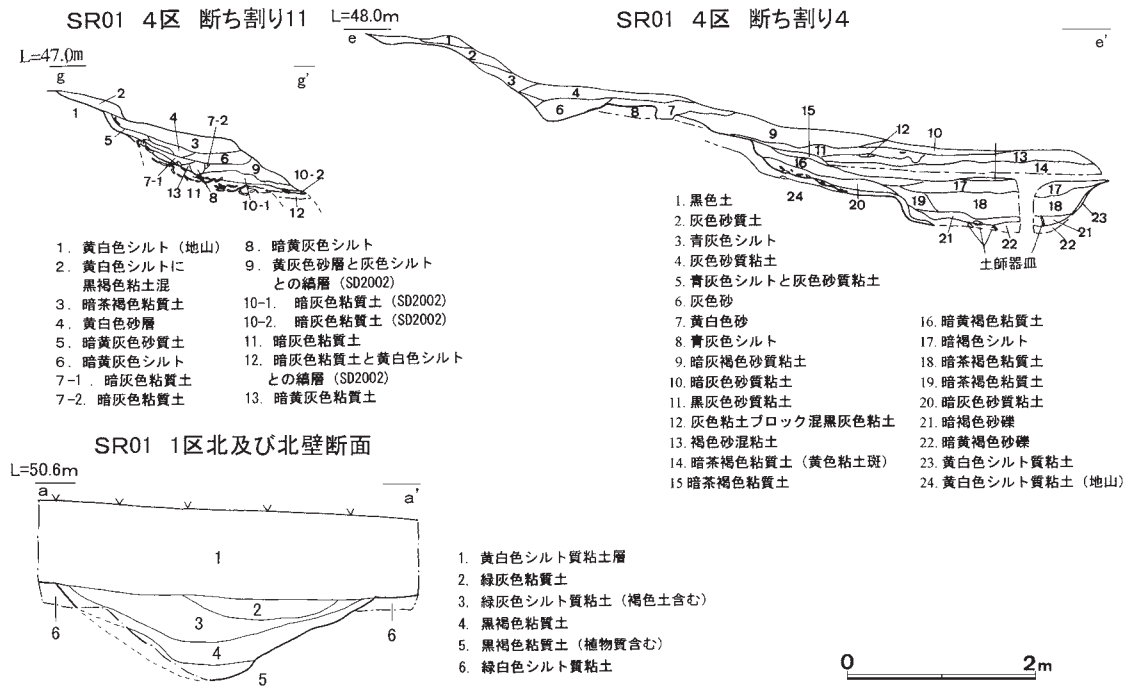 SR01 4区 断ち割り11
L=47.0m
g g'
2
1
4
7-2
3
5
6
9
7-1
13
11
8
10-1
10-2
12
1. 黄白色シルト(地山)
2. 黄白色シルトに
黒褐色粘土混
3. 暗茶褐色粘質土
4. 黄白色砂層
5. 暗黄灰色砂質土
6. 暗黄灰色シルト
7-1. 暗灰色粘質土
7-2. 暗灰色粘質土
8. 暗黄灰色シルト
9. 黄灰色砂層と灰色シルト
との縞層(SD2002)
10-1. 暗灰色粘質土(SD2002)
10-2. 暗灰色粘質土(SD2002)
11. 暗灰色粘質土
12. 暗灰色粘質土と黄白色シルト
との縞層(SD2002)
13. 暗黄灰色粘質土
SR01 4区 断ち割り4
L=48.0m
e e'
1
2
3
4
6
8
7
15
9
12
10
11
16
13
14
24
20
17
17
19
18
18
23
21
22
21
22
土師器皿
1. 黒色土
2. 灰色砂質土
3. 青灰色シルト
4. 灰色砂質粘土
5. 青灰色シルトと灰色砂質粘土
6. 灰色砂
7. 黄白色砂
8. 青灰色シルト
9. 暗灰褐色砂質粘土
10. 暗灰色砂質粘土
11. 黒灰色砂質粘土
12. 灰色粘土ブロック混黒灰色粘土
13. 褐色砂混粘土
14. 暗茶褐色粘質土(黄色粘土斑)
15 暗茶褐色粘質土
16. 暗黄褐色粘質土
17. 暗褐色シルト
18. 暗茶褐色粘質土
19. 暗茶褐色粘質土
20. 暗灰色砂質粘土
21. 暗褐色砂礫
22. 暗黄褐色砂礫
23. 黄白色シルト質粘土
24. 黄白色シルト質粘土(地山)
SR01 1区北及び北壁断面
L=50.6m
a a'
1
2
3
4
5
6
6
1. 黄白色シルト質粘土層
2. 緑灰色粘質土
3. 緑灰色シルト質粘土(褐色土含む)
4. 黒褐色粘質土
5. 黒褐色粘質土(植物質含む)
6. 緑白色シルト質粘土
0 2m